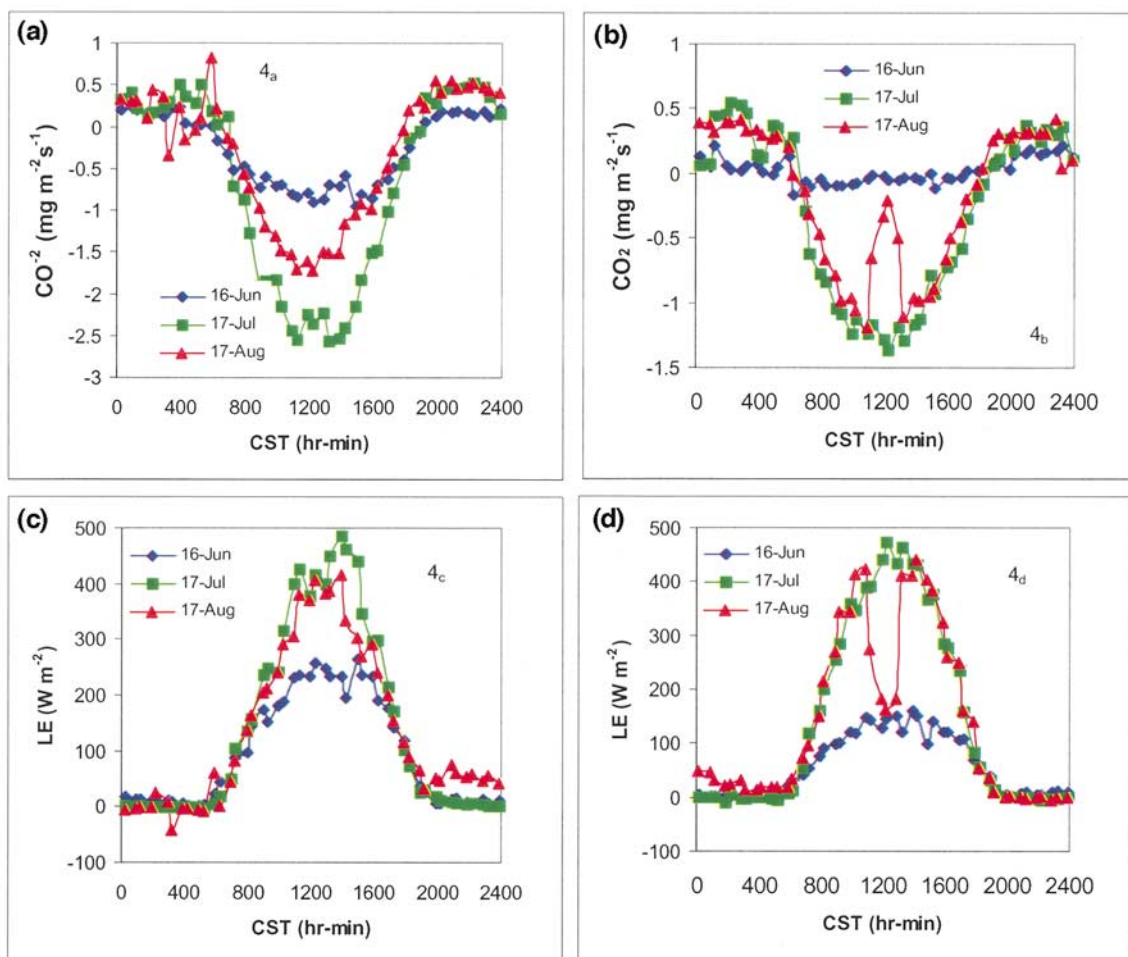 (a)
4a
CO⁻² (mg m⁻² s⁻¹)
1
0.5
0
-0.5
-1
-1.5
-2
-2.5
-3
16-Jun
17-Jul
17-Aug
0 400 800 1200 1600 2000 2400
CST (hr-min)
(b)
16-Jun
17-Jul
17-Aug
CO₂ (mg m⁻² s⁻¹)
1
0.5
0
-0.5
-1
-1.5
4b
0 400 800 1200 1600 2000 2400
CST (hr-min)
(c)
16-Jun
17-Jul
17-Aug
4c
LE (W m⁻²)
500
400
300
200
100
0
-100
0 400 800 1200 1600 2000 2400
CST (hr-min)
(d)
16-Jun
17-Jul
17-Aug
4d
LE (W m⁻²)
500
400
300
200
100
0
-100
0 400 800 1200 1600 2000 2400
CST (hr-min)